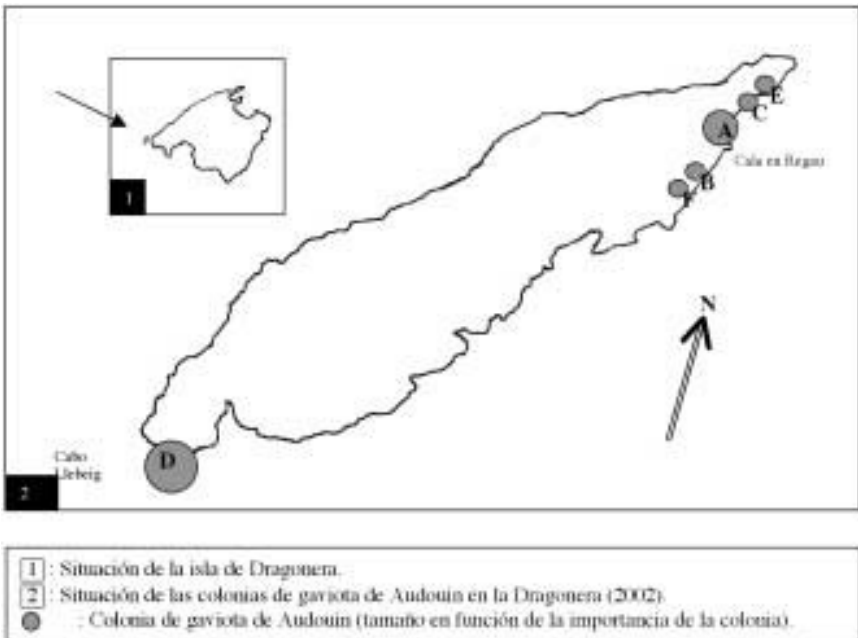 E
C
A
Cala en Regau
B
F
1
N
D
Cabo
Llebeig
2
1 : Situación de la isla de Dragonera.
2 : Situación de las colonias de gaviota de Audouin en la Dragonera (2002).
: Colonia de gaviota de Audouin (tamaño en función de la importancia de la colonia).